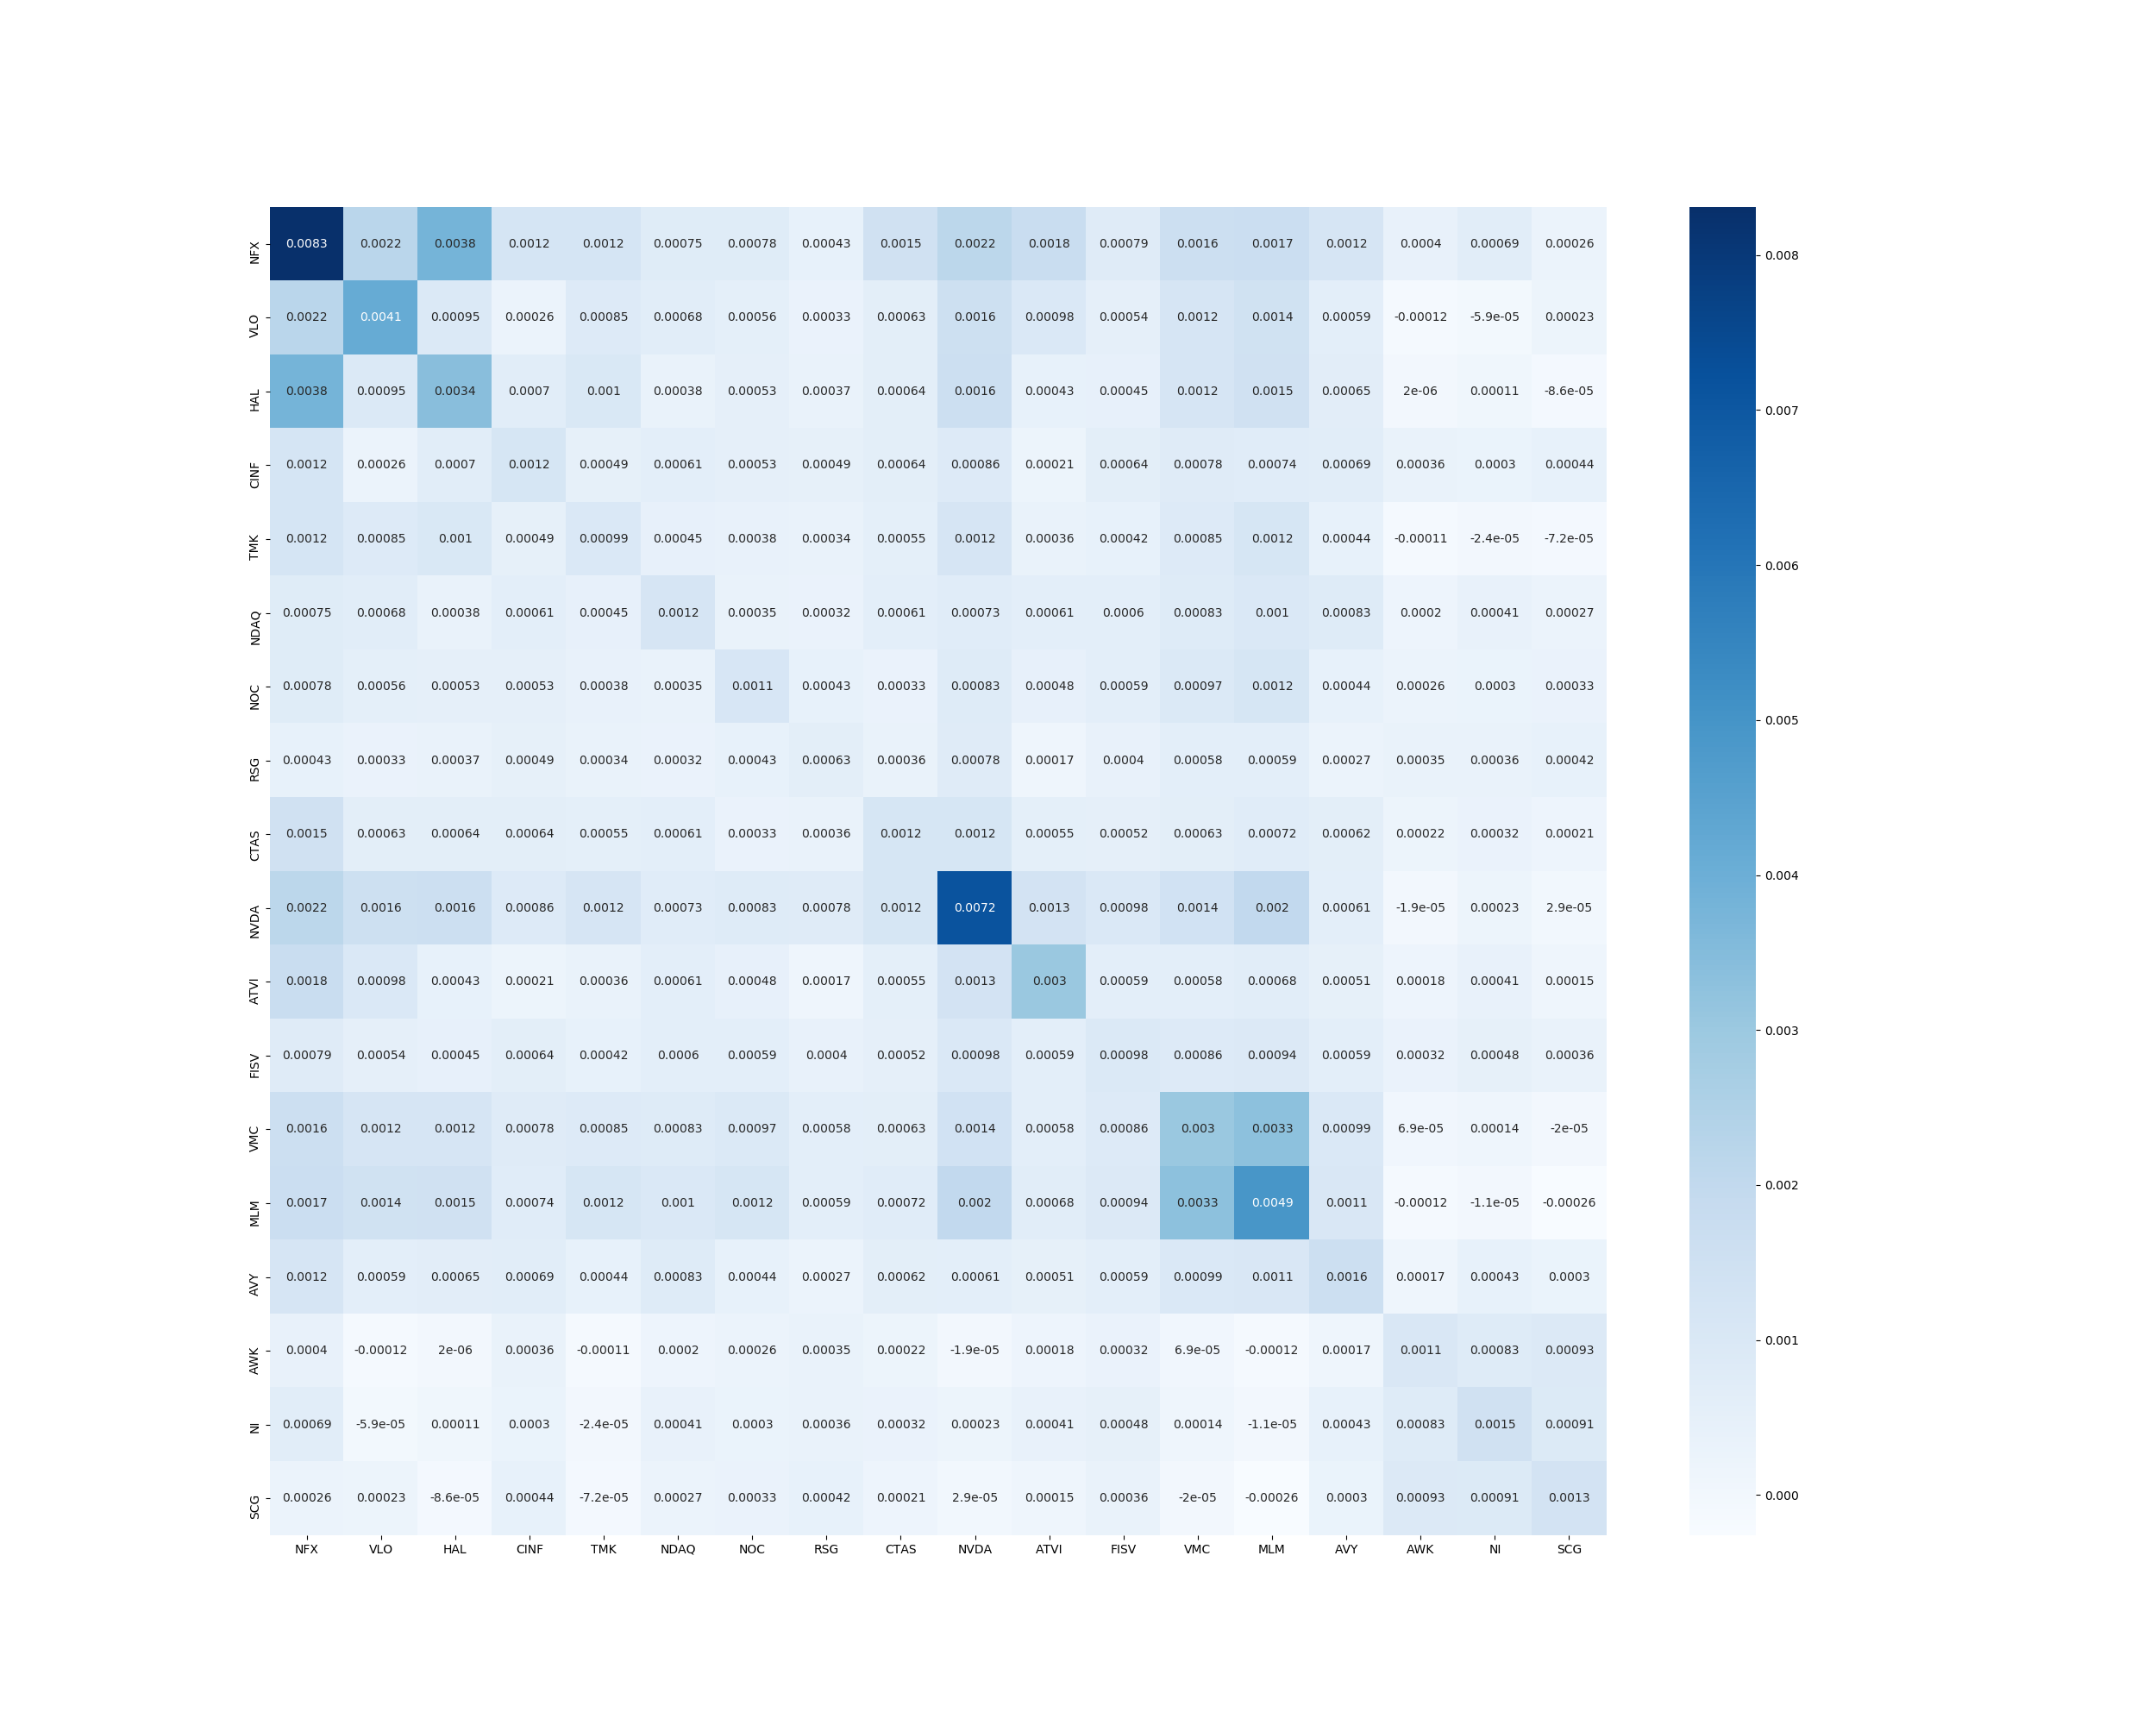 NFX 0.0083 0.0022 0.0038 0.0012 0.0012 0.00075 0.00078 0.00043 0.0015 0.0022 0.0018 0.00079 0.0016 0.0017 0.0012 0.0004 0.00069 0.00026
VLO 0.0022 0.0041 0.00095 0.00026 0.00085 0.00068 0.00056 0.00033 0.00063 0.0016 0.00098 0.00054 0.0012 0.0014 0.00059 -0.00012 -5.9e-05 0.00023
HAL 0.0038 0.00095 0.0034 0.0007 0.001 0.00038 0.00053 0.00037 0.00064 0.0016 0.00043 0.00045 0.0012 0.0015 0.00065 2e-06 0.00011 -8.6e-05
CINF 0.0012 0.00026 0.0007 0.0012 0.00049 0.00061 0.00053 0.00049 0.00064 0.00086 0.00021 0.00064 0.00078 0.00074 0.00069 0.00036 0.0003 0.00044
TMK 0.0012 0.00085 0.001 0.00049 0.00099 0.00045 0.00038 0.00034 0.00055 0.0012 0.00036 0.00042 0.00085 0.0012 0.00044 -0.00011 -2.4e-05 -7.2e-05
NDAQ 0.00075 0.00068 0.00038 0.00061 0.00045 0.0012 0.00035 0.00032 0.00061 0.00073 0.00061 0.0006 0.00083 0.001 0.00083 0.0002 0.00041 0.00027
NOC 0.00078 0.00056 0.00053 0.00053 0.00038 0.00035 0.0011 0.00043 0.00033 0.00083 0.00048 0.00059 0.00097 0.0012 0.00044 0.00026 0.0003 0.00033
RSG 0.00043 0.00033 0.00037 0.00049 0.00034 0.00032 0.00043 0.00063 0.00036 0.00078 0.00017 0.0004 0.00058 0.00059 0.00027 0.00035 0.00036 0.00042
CTAS 0.0015 0.00063 0.00064 0.00064 0.00055 0.00061 0.00033 0.00036 0.0012 0.0012 0.00055 0.00052 0.00063 0.00072 0.00062 0.00022 0.00032 0.00021
NVDA 0.0022 0.0016 0.0016 0.00086 0.0012 0.00073 0.00083 0.00078 0.0012 0.0072 0.0013 0.00098 0.0014 0.002 0.00061 -1.9e-05 0.00023 2.9e-05
ATVI 0.0018 0.00098 0.00043 0.00021 0.00036 0.00061 0.00048 0.00017 0.00055 0.0013 0.003 0.00059 0.00058 0.00068 0.00051 0.00018 0.00041 0.00015
FISV 0.00079 0.00054 0.00045 0.00064 0.00042 0.0006 0.00059 0.0004 0.00052 0.00098 0.00059 0.00098 0.00086 0.00094 0.00059 0.00032 0.00048 0.00036
VMC 0.0016 0.0012 0.0012 0.00078 0.00085 0.00083 0.00097 0.00058 0.00063 0.0014 0.00058 0.00086 0.003 0.0033 0.00099 6.9e-05 0.00014 -2e-05
MLM 0.0017 0.0014 0.0015 0.00074 0.0012 0.001 0.0012 0.00059 0.00072 0.002 0.00068 0.00094 0.0033 0.0049 0.0011 -0.00012 -1.1e-05 -0.00026
AVY 0.0012 0.00059 0.00065 0.00069 0.00044 0.00083 0.00044 0.00027 0.00062 0.00061 0.00051 0.00059 0.00099 0.0011 0.0016 0.00017 0.00043 0.0003
AWK 0.0004 -0.00012 2e-06 0.00036 -0.00011 0.0002 0.00026 0.00035 0.00022 -1.9e-05 0.00018 0.00032 6.9e-05 -0.00012 0.00017 0.0011 0.00083 0.00093
NI 0.00069 -5.9e-05 0.00011 0.0003 -2.4e-05 0.00041 0.0003 0.00036 0.00032 0.00023 0.00041 0.00048 0.00014 -1.1e-05 0.00043 0.00083 0.0015 0.00091
SCG 0.00026 0.00023 -8.6e-05 0.00044 -7.2e-05 0.00027 0.00033 0.00042 0.00021 2.9e-05 0.00015 0.00036 -2e-05 -0.00026 0.0003 0.00093 0.00091 0.0013
NFX VLO HAL CINF TMK NDAQ NOC RSG CTAS NVDA ATVI FISV VMC MLM AVY AWK NI SCG
0.008
0.007
0.006
0.005
0.004
0.003
0.002
0.001
0.000